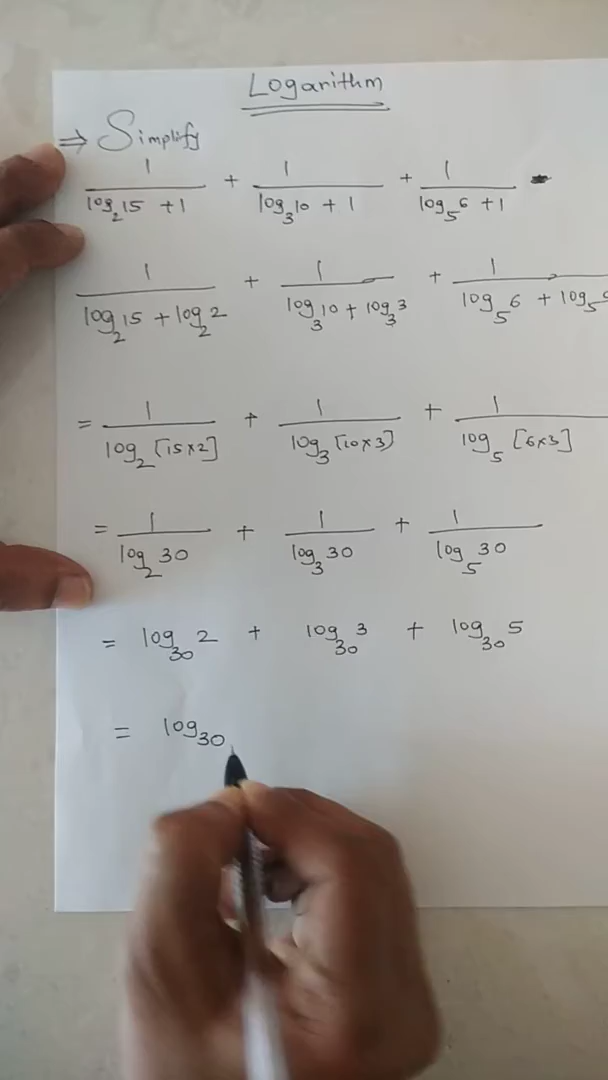 Logarithm
⇒ Simplify
1/(log₂15 + 1) + 1/(log₃10 + 1) + 1/(log₅6 + 1)
1/(log₂15 + log₂2) + 1/(log₃10 + log₃3) + 1/(log₅6 + log₅
= 1/(log₂[15×2]) + 1/(log₃[10×3]) + 1/(log₅[6×3])
= 1/(log₂30) + 1/(log₃30) + 1/(log₅30)
= log₃₀2 + log₃₀3 + log₃₀5
= log₃₀